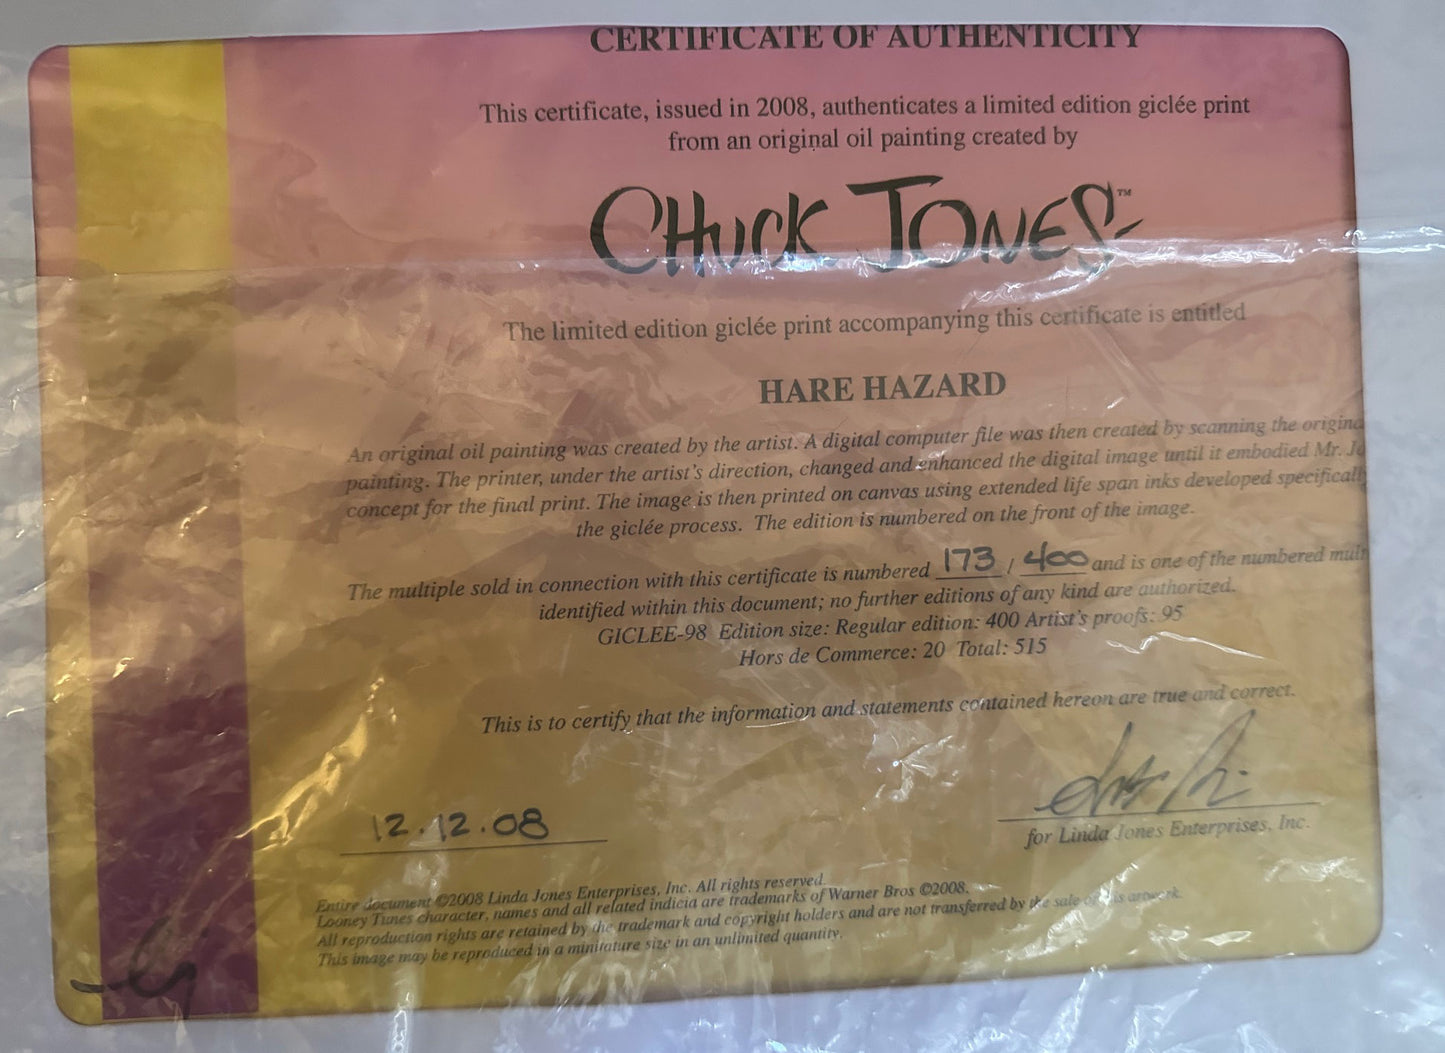 CERTIFICATE OF AUTHENTICITY
This certificate, issued in 2008, authenticates a limited edition giclée print
from an original oil painting created by
CHUCK JONES™
The limited edition giclée print accompanying this certificate is entitled
HARE HAZARD
An original oil painting was created by the artist. A digital computer file was then created by scanning the origina
painting. The printer, under the artist's direction, changed and enhanced the digital image until it embodied Mr. Jo
concept for the final print. The image is then printed on canvas using extended life span inks developed specifically
the giclée process. The edition is numbered on the front of the image.
The multiple sold in connection with this certificate is numbered 173 / 400 and is one of the numbered
identified within this document; no further editions of any kind are authorized.
GICLEE-98 Edition size: Regular edition: 400 Artist's proofs: 95
Hors de Commerce: 20 Total: 515
This is to certify that the information and statements contained hereon are true and correct.
12.12.08
for Linda Jones Enterprises, Inc.
Entire document ©2008 Linda Jones Enterprises, Inc. All rights reserved.
Looney Tunes character, names and all related indicia are trademarks of Warner Bros ©2008.
All reproduction rights are retained by the trademark and copyright holders and are not transferred by the sale of this artwork.
This image may be reproduced in a minitature size in an unlimited quantity.